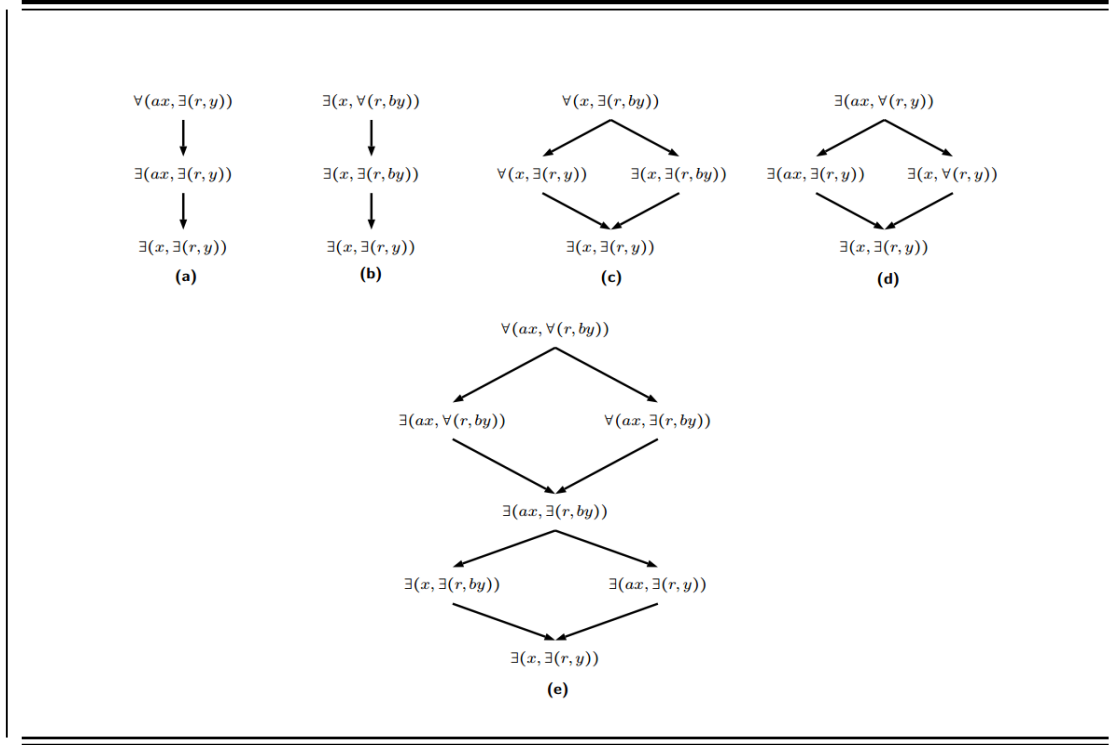 ∀(ax, ∃(r, y)) ∃(x, ∀(r, by)) ∀(x, ∃(r, by)) ∃(ax, ∀(r, y))
∃(ax, ∃(r, y)) ∃(x, ∃(r, by)) ∀(x, ∃(r, y)) ∃(x, ∃(r, by)) ∃(ax, ∃(r, y)) ∃(x, ∀(r, y))
∃(x, ∃(r, y)) ∃(x, ∃(r, y)) ∃(x, ∃(r, y)) ∃(x, ∃(r, y))
(a) (b) (c) (d)
∀(ax, ∀(r, by))
∃(ax, ∀(r, by)) ∀(ax, ∃(r, by))
∃(ax, ∃(r, by))
∃(x, ∃(r, by)) ∃(ax, ∃(r, y))
∃(x, ∃(r, y))
(e)